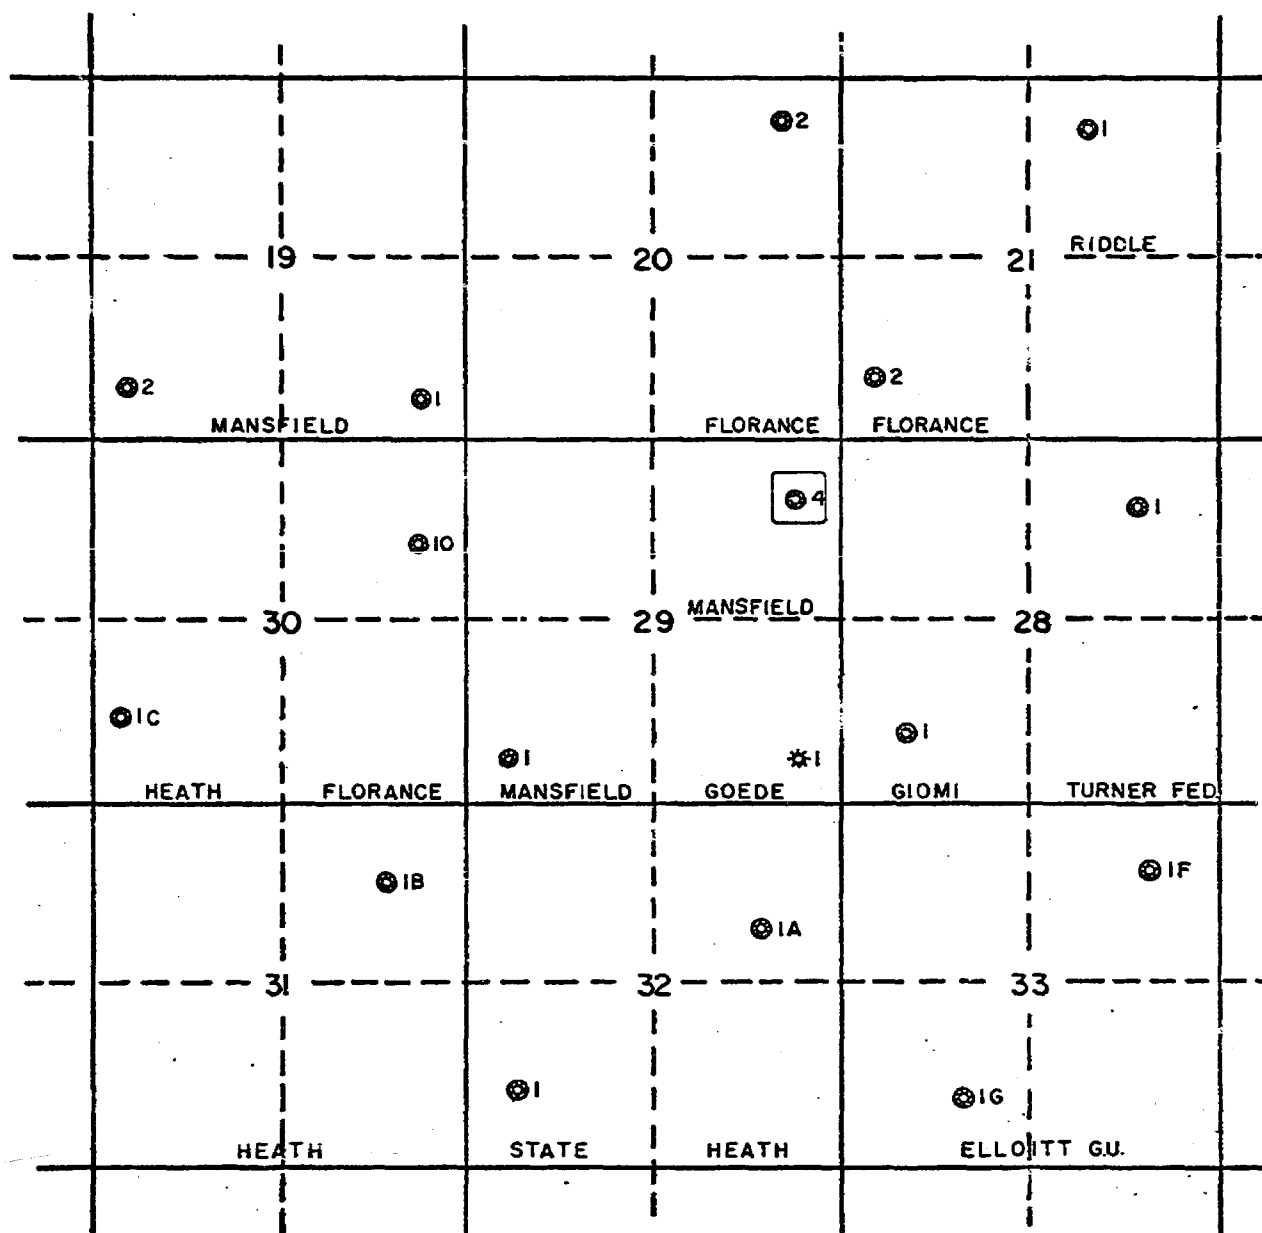 2 1
RIDDLE
19 20 21
2 1 2
MANSFIELD FLORANCE FLORANCE
4 1
10
MANSFIELD
30 29 28
1C 1 1 1
HEATH FLORANCE MANSFIELD GOEDE GIOMI TURNER FED
1B 1A 1F
31 32 33
1 1G
HEATH STATE HEATH ELLOITT G.U.